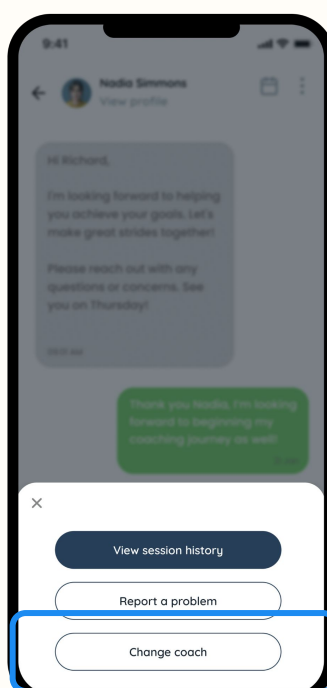 9:41
Nadia Simmons
View profile
Hi Richard,
I'm looking forward to helping
you achieve your goals. Let's
make great strides together!
Please reach out with any
questions or concerns. See
you on Thursday!
Thank you Nadia, I'm looking
forward to beginning my
coaching journey as well!
View session history
Report a problem
Change coach